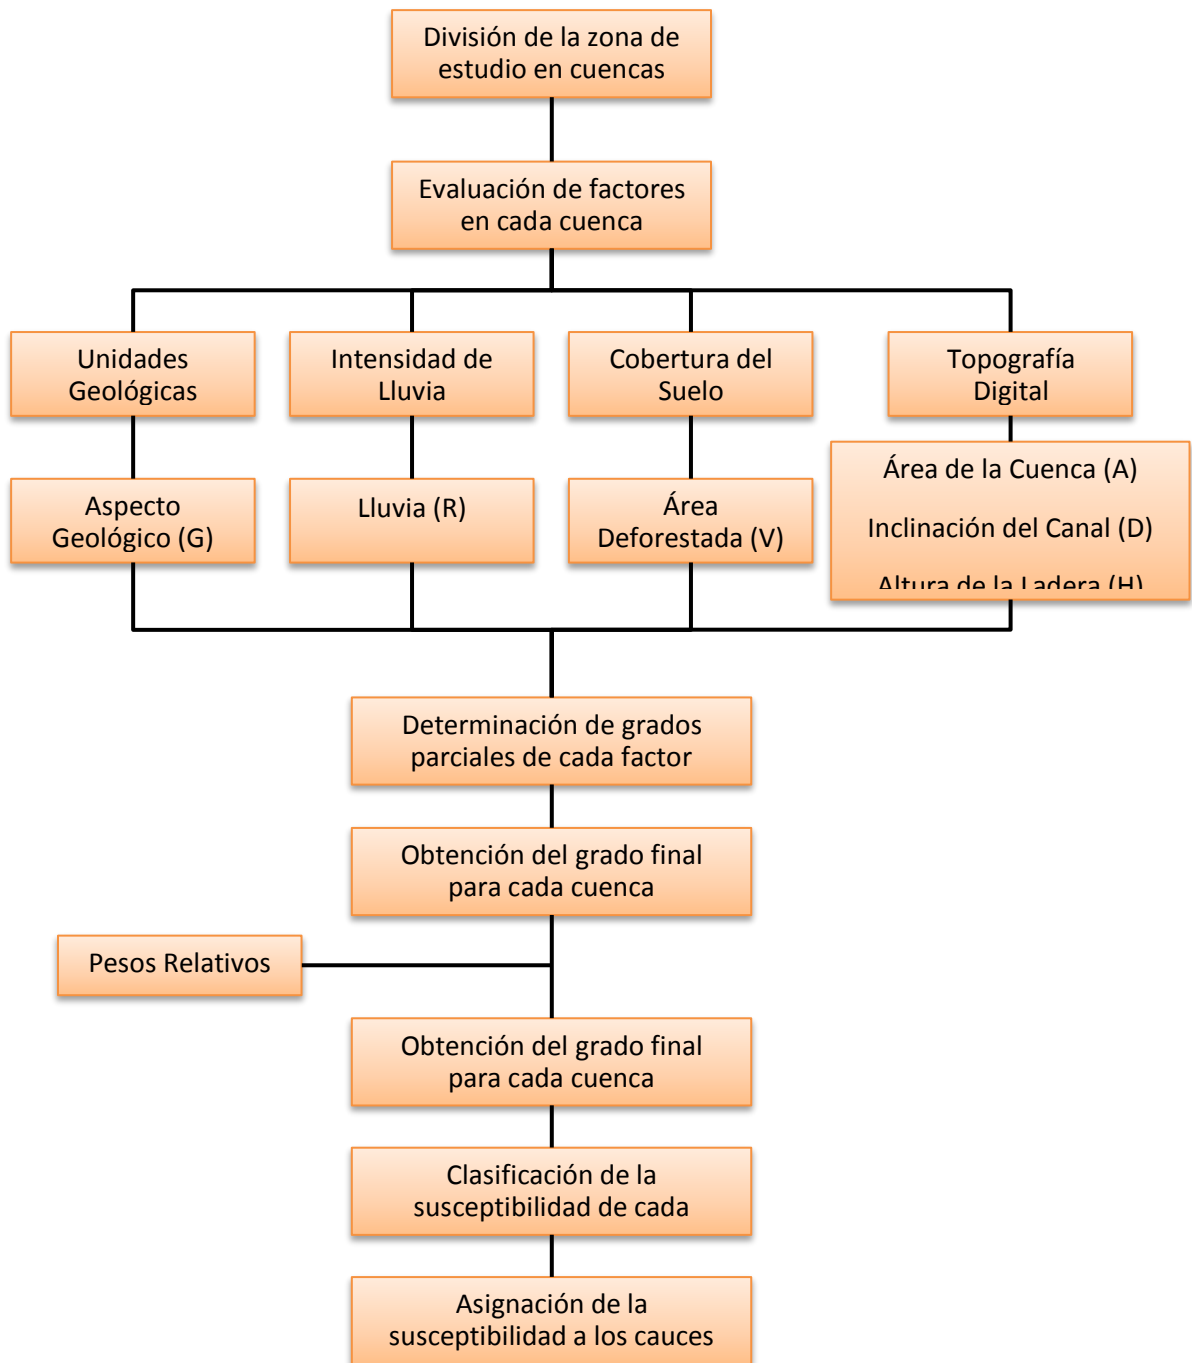 División de la zona de
estudio en cuencas
Evaluación de factores
en cada cuenca
Unidades
Geológicas
Intensidad de
Lluvia
Cobertura del
Suelo
Topografía
Digital
Aspecto
Geológico (G)
Lluvia (R)
Área
Deforestada (V)
Área de la Cuenca (A)
Inclinación del Canal (D)
Altura de la Ladera (H)
Determinación de grados
parciales de cada factor
Obtención del grado final
para cada cuenca
Pesos Relativos
Obtención del grado final
para cada cuenca
Clasificación de la
susceptibilidad de cada
Asignación de la
susceptibilidad a los cauces